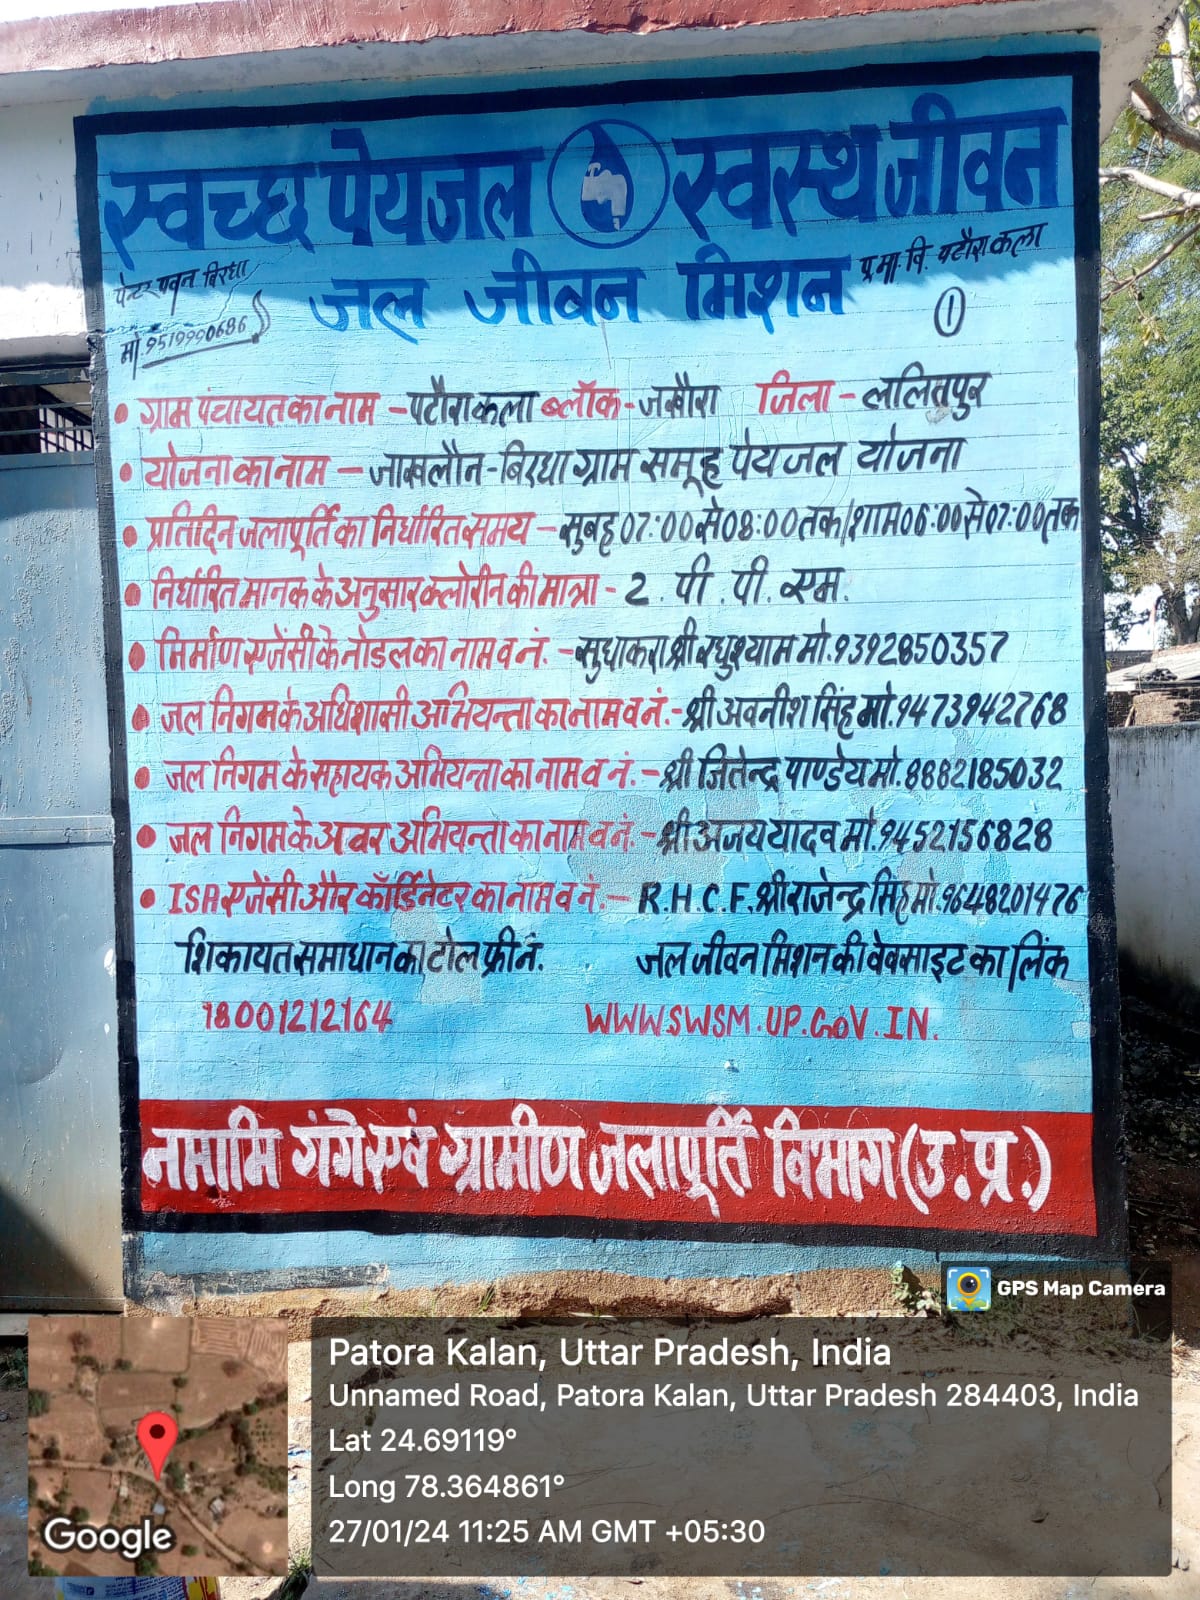 स्वच्छ पेयजल स्वस्थ जीवन
पेन्टर पवन बिरधा
मो. 9519990686
जल जीवन मिशन
प्र. मा. वि. पटौरा कला
①
• ग्राम पंचायत का नाम – पटौरा कला ब्लॉक - जखौरा जिला – ललितपुर
• योजना का नाम – जाखलौन-बिरधा ग्राम समूह पेयजल योजना
• प्रतिदिन जलापूर्ति का निर्धारित समय – सुबह 07:00 से 08:00 तक/शाम 06:00 से 07:00 तक
• निर्धारित मानक के अनुसार क्लोरीन की मात्रा - 2. पी. पी. एम.
• निर्माण एजेंसी के नोडल का नाम व नं. – सुधाकरा श्री रघुश्याम मो. 9392850357
• जल निगम के अधिशासी अभियन्ता का नाम व नं. – श्री अवनीश सिंह मो. 9473942768
• जल निगम के सहायक अभियन्ता का नाम व नं. – श्री जितेन्द्र पाण्डेय मो. 8882185032
• जल निगम के अवर अभियन्ता का नाम व नं. – श्री अजय यादव मो. 9452156828
• ISA एजेंसी और कॉर्डिनेटर का नाम व नं. – R.H.C.F. श्री राजेन्द्र सिंह मो. 9648201476
शिकायत समाधान का टोल फ्री नं. जल जीवन मिशन की वेबसाइट का लिंक
18001212164 WWW.SWSM.UP.GOV.IN.
नमामि गंगे एवं ग्रामीण जलापूर्ति विभाग (उ.प्र.)
GPS Map Camera
Patora Kalan, Uttar Pradesh, India
Unnamed Road, Patora Kalan, Uttar Pradesh 284403, India
Lat 24.69119°
Long 78.364861°
27/01/24 11:25 AM GMT +05:30
Google